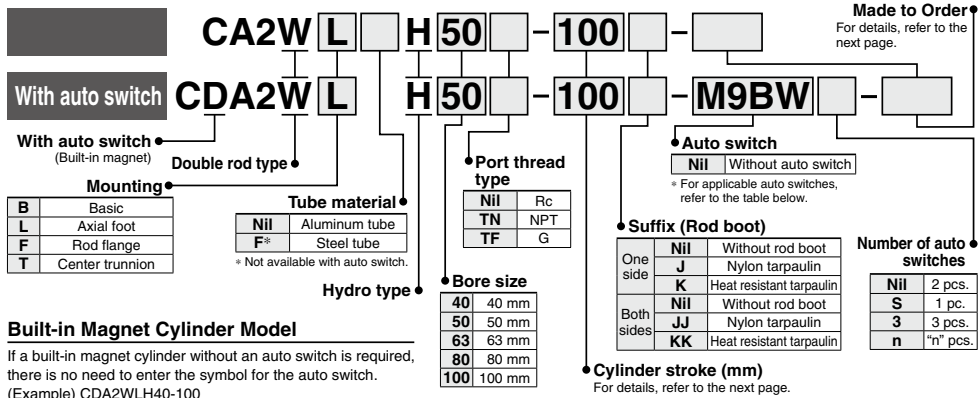 CA2W L H 50 - 100 -
Made to Order
For details, refer to the
next page.
With auto switch CDA2W L H 50 - 100 - M9BW -
With auto switch
(Built-in magnet)
Double rod type
Mounting
B Basic
L Axial foot
F Rod flange
T Center trunnion
Tube material
Nil Aluminum tube
F* Steel tube
* Not available with auto switch.
Hydro type
Port thread
type
Nil Rc
TN NPT
TF G
Bore size
40 40 mm
50 50 mm
63 63 mm
80 80 mm
100 100 mm
Auto switch
Nil Without auto switch
* For applicable auto switches,
refer to the table below.
Suffix (Rod boot)
One side
Nil Without rod boot
J Nylon tarpaulin
K Heat resistant tarpaulin
Both sides
Nil Without rod boot
JJ Nylon tarpaulin
KK Heat resistant tarpaulin
Number of auto
switches
Nil 2 pcs.
S 1 pc.
3 3 pcs.
n "n" pcs.
Cylinder stroke (mm)
For details, refer to the next page.
Built-in Magnet Cylinder Model
If a built-in magnet cylinder without an auto switch is required,
there is no need to enter the symbol for the auto switch.
(Example) CDA2WLH40-100